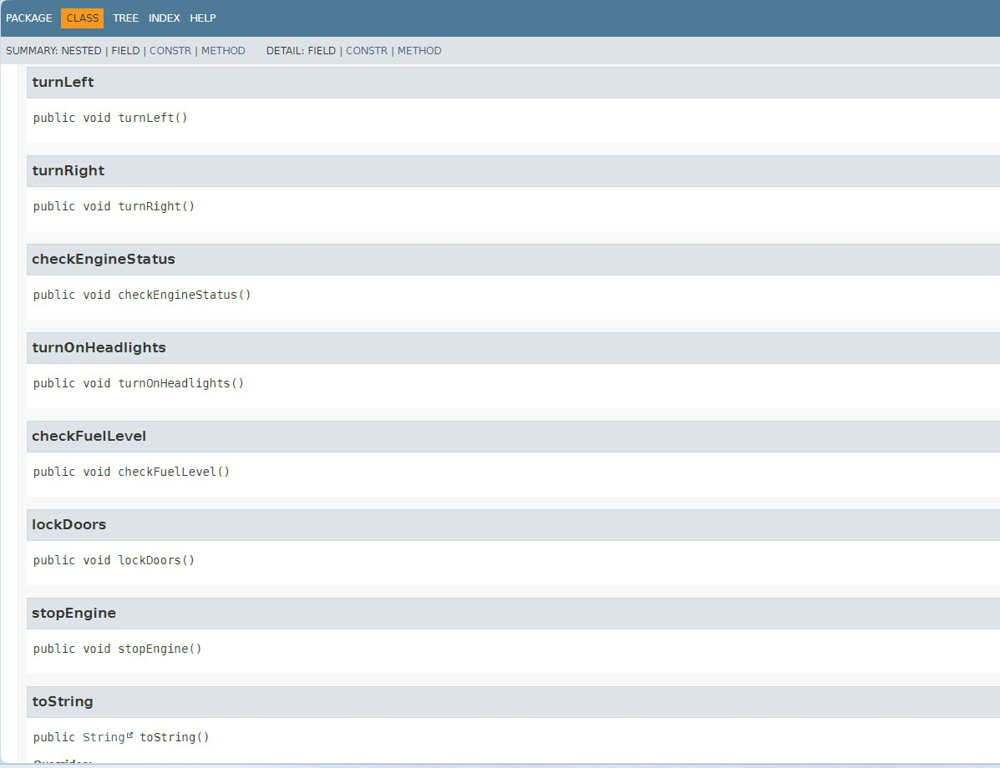 PACKAGE CLASS TREE INDEX HELP
SUMMARY: NESTED | FIELD | CONSTR | METHOD DETAIL: FIELD | CONSTR | METHOD
turnLeft
public void turnLeft()
turnRight
public void turnRight()
checkEngineStatus
public void checkEngineStatus()
turnOnHeadlights
public void turnOnHeadlights()
checkFuelLevel
public void checkFuelLevel()
lockDoors
public void lockDoors()
stopEngine
public void stopEngine()
toString
public String toString()
Overrides: